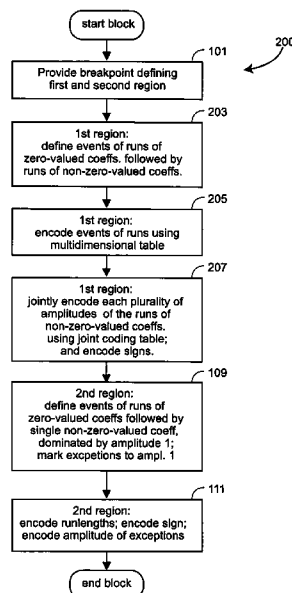 start block
200
101
Provide breakpoint defining
first and second region
203
1st region:
define events of runs of
zero-valued coeffs. followed by
runs of non-zero-valued coeffs.
205
1st region:
encode events of runs using
multidimensional table
207
1st region:
jointly encode each plurality of
amplitudes of the runs of
non-zero-valued coeffs.
using joint coding table;
and encode signs.
109
2nd region:
define events of runs of
zero-valued coeffs followed by
single non-zero-valued coeff,
dominated by amplitude 1;
mark excpetions to ampl. 1
111
2nd region:
encode runlengths; encode sign;
encode amplitude of exceptions
end block